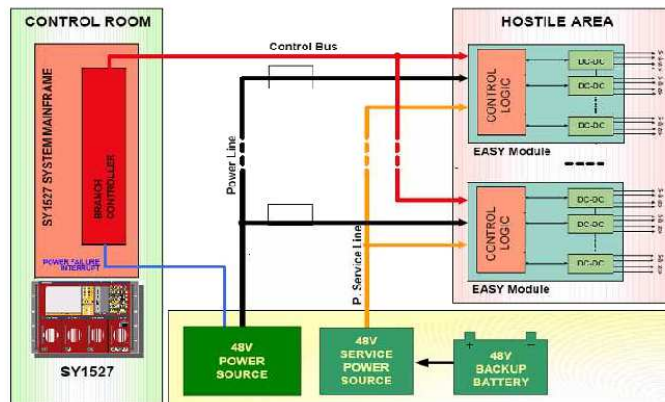 CONTROL ROOM
HOSTILE AREA
SY1527 SYSTEM MAINFRAME
BRANCH
CONTROLLER
POWER FAILURE
INTERRUPT
SY1527
Control Bus
Power Line
P. Service Line
CONTROL
LOGIC
DC-DC
DC-DC
DC-DC
EASY Module
CONTROL
LOGIC
DC-DC
DC-DC
DC-DC
EASY Module
48V
POWER
SOURCE
48V
SERVICE
POWER
SOURCE
+
−
48V
BACKUP
BATTERY